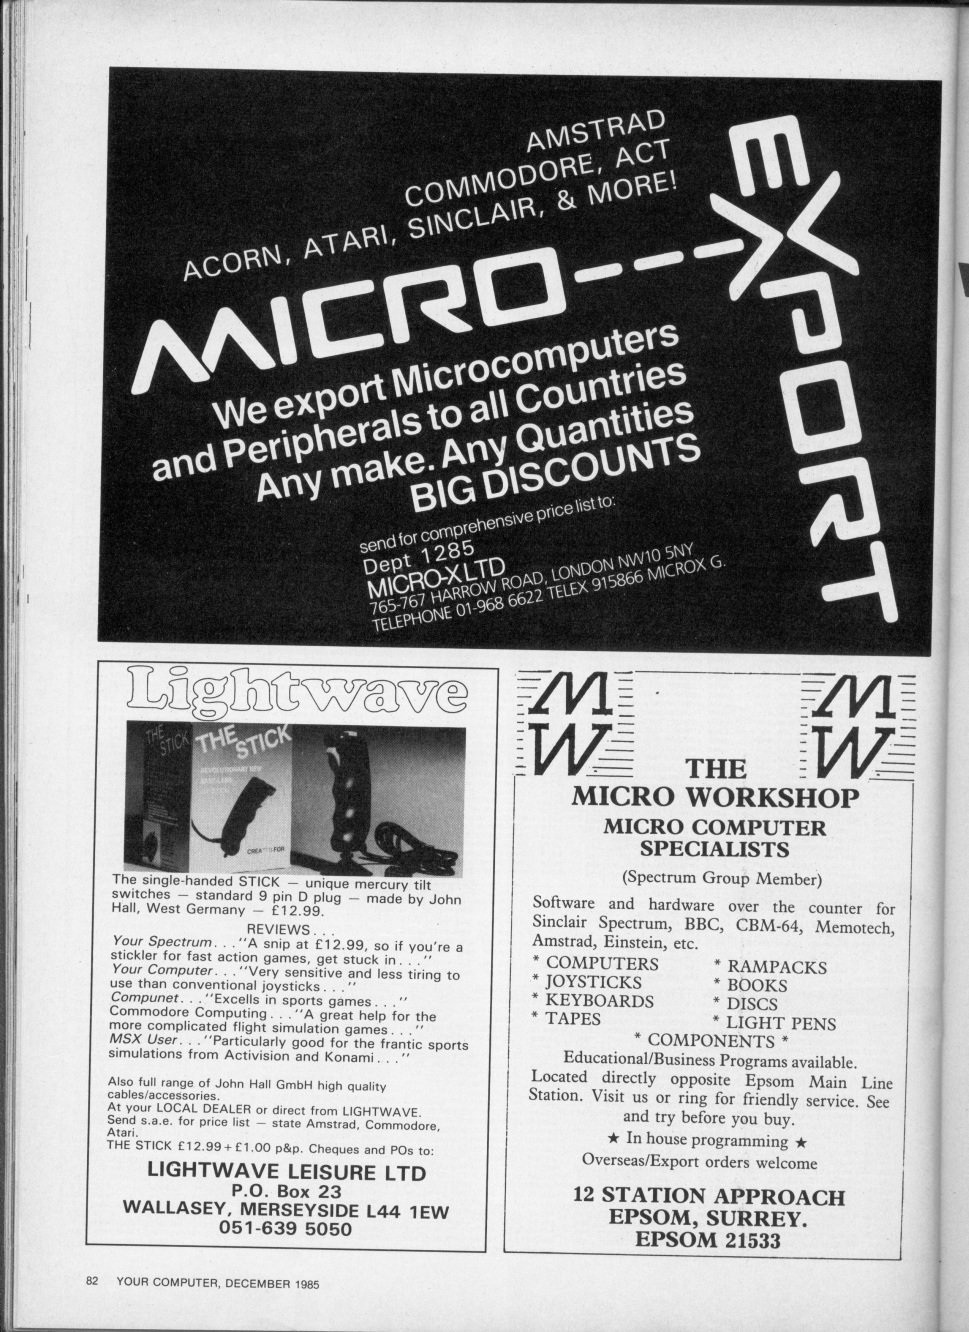 AMSTRAD
COMMODORE, ACT
ACORN, ATARI, SINCLAIR, & MORE!
MICRO---EXPORT
We export Microcomputers
and Peripherals to all Countries
Any make. Any Quantities
BIG DISCOUNTS
send for comprehensive price list to:
Dept 1285
MICRO-X LTD
765-767 HARROW ROAD, LONDON NW10 5NY
TELEPHONE 01-968 6622 TELEX 915866 MICROX G.
Lightwave
THE
STICK
THE
STICK
The single-handed STICK — unique mercury tilt
switches — standard 9 pin D plug — made by John
Hall, West Germany — £12.99.
REVIEWS...
Your Spectrum...''A snip at £12.99, so if you're a
stickler for fast action games, get stuck in...''
Your Computer...''Very sensitive and less tiring to
use than conventional joysticks...''
Compunet...''Excells in sports games...''
Commodore Computing...''A great help for the
more complicated flight simulation games...''
MSX User...''Particularly good for the frantic sports
simulations from Activision and Konami...''
Also full range of John Hall GmbH high quality
cables/accessories.
At your LOCAL DEALER or direct from LIGHTWAVE.
Send s.a.e. for price list — state Amstrad, Commodore,
Atari.
THE STICK £12.99+£1.00 p&p. Cheques and POs to:
LIGHTWAVE LEISURE LTD
P.O. Box 23
WALLASEY, MERSEYSIDE L44 1EW
051-639 5050
MW MW
THE
MICRO WORKSHOP
MICRO COMPUTER
SPECIALISTS
(Spectrum Group Member)
Software and hardware over the counter for
Sinclair Spectrum, BBC, CBM-64, Memotech,
Amstrad, Einstein, etc.
* COMPUTERS * RAMPACKS
* JOYSTICKS * BOOKS
* KEYBOARDS * DISCS
* TAPES * LIGHT PENS
* COMPONENTS *
Educational/Business Programs available.
Located directly opposite Epsom Main Line
Station. Visit us or ring for friendly service. See
and try before you buy.
★ In house programming ★
Overseas/Export orders welcome
12 STATION APPROACH
EPSOM, SURREY.
EPSOM 21533
82 YOUR COMPUTER, DECEMBER 1985